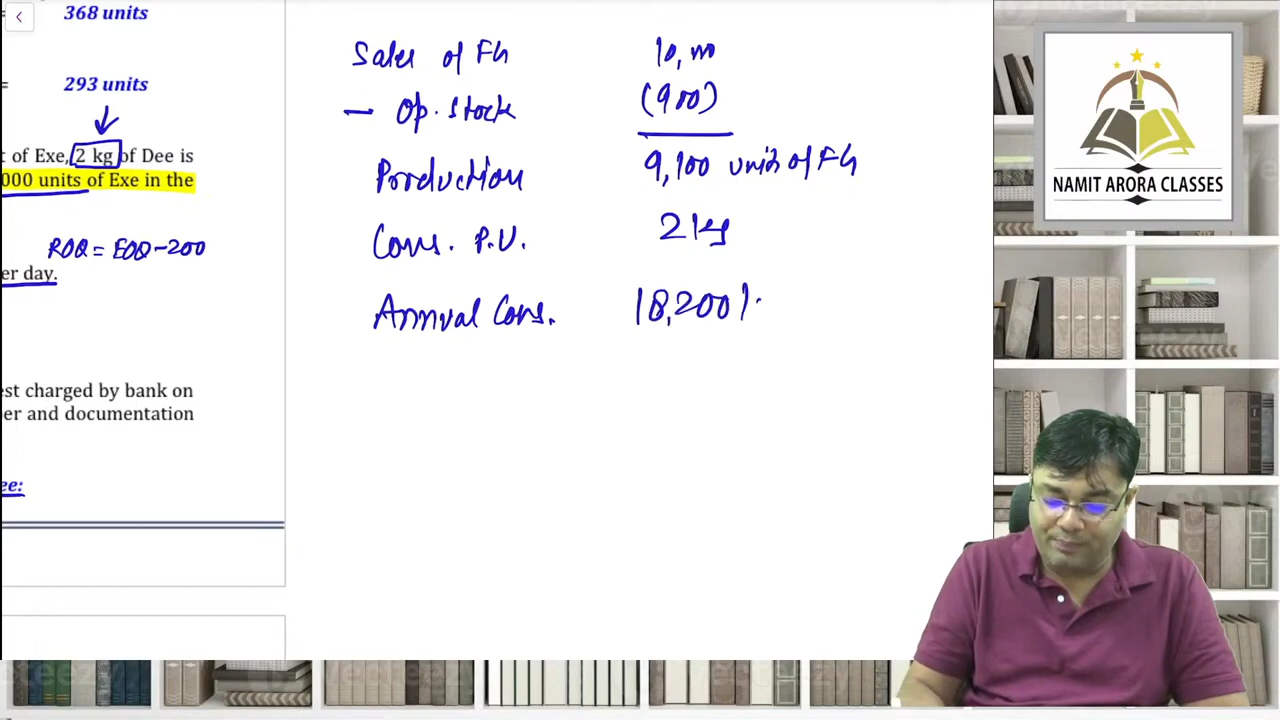 368 units
=
293 units
t of Exe, 2 kg of Dee is
000 units of Exe in the
ROQ = EOQ-200
er day.
est charged by bank on
per and documentation
ee:
Sales of FG 10,000
- Op. Stock (900)
Production 9,100 units of FG
Cons. P.U. 2 kg
Annual Cons. 18,200 k
NAMIT ARORA CLASSES